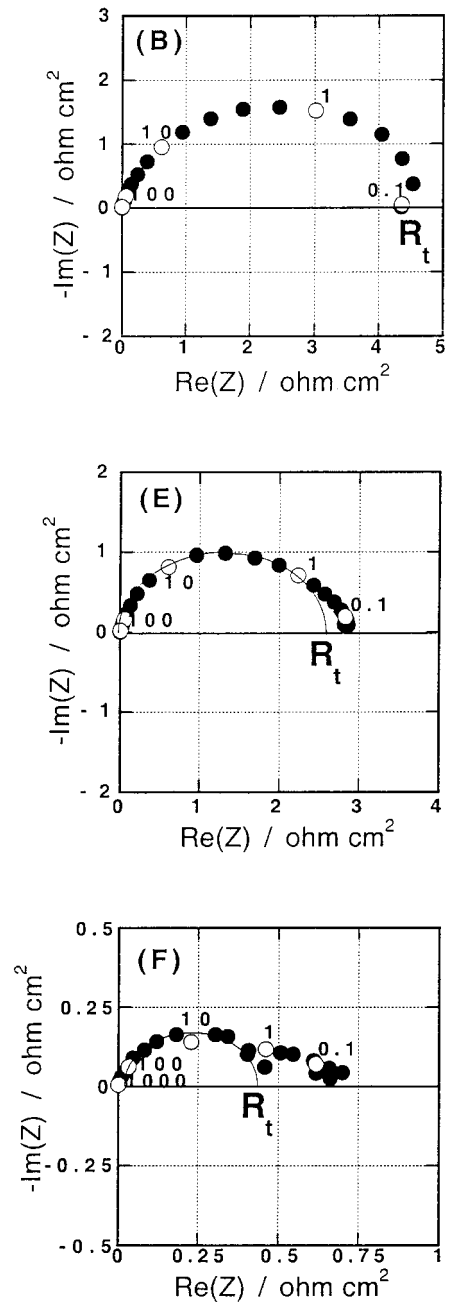 3
(B)
2
1
1
10
100
0.1
0
R t
- 1
- 2
0 1 2 3 4 5
-Im(Z) / ohm cm²
Re(Z) / ohm cm²
2
(E)
1
1
10
100
0.1
0
R t
- 1
- 2
0 1 2 3 4
-Im(Z) / ohm cm²
Re(Z) / ohm cm²
0.5
(F)
0.25
10
1
100
0.1
1000
0
R t
-0.25
-0.5
0 0.25 0.5 0.75 1
-Im(Z) / ohm cm²
Re(Z) / ohm cm²